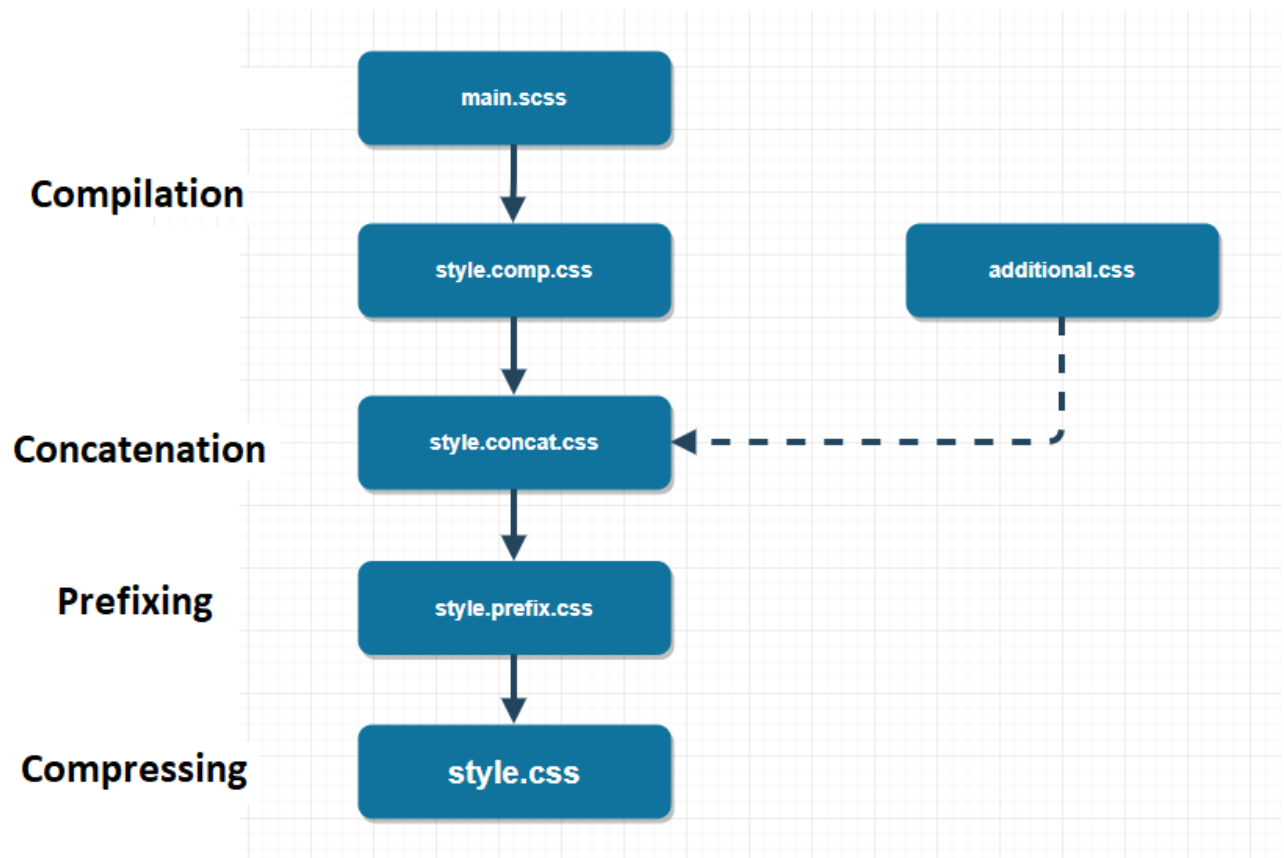 main.scss
Compilation
style.comp.css
additional.css
Concatenation
style.concat.css
Prefixing
style.prefix.css
Compressing
style.css